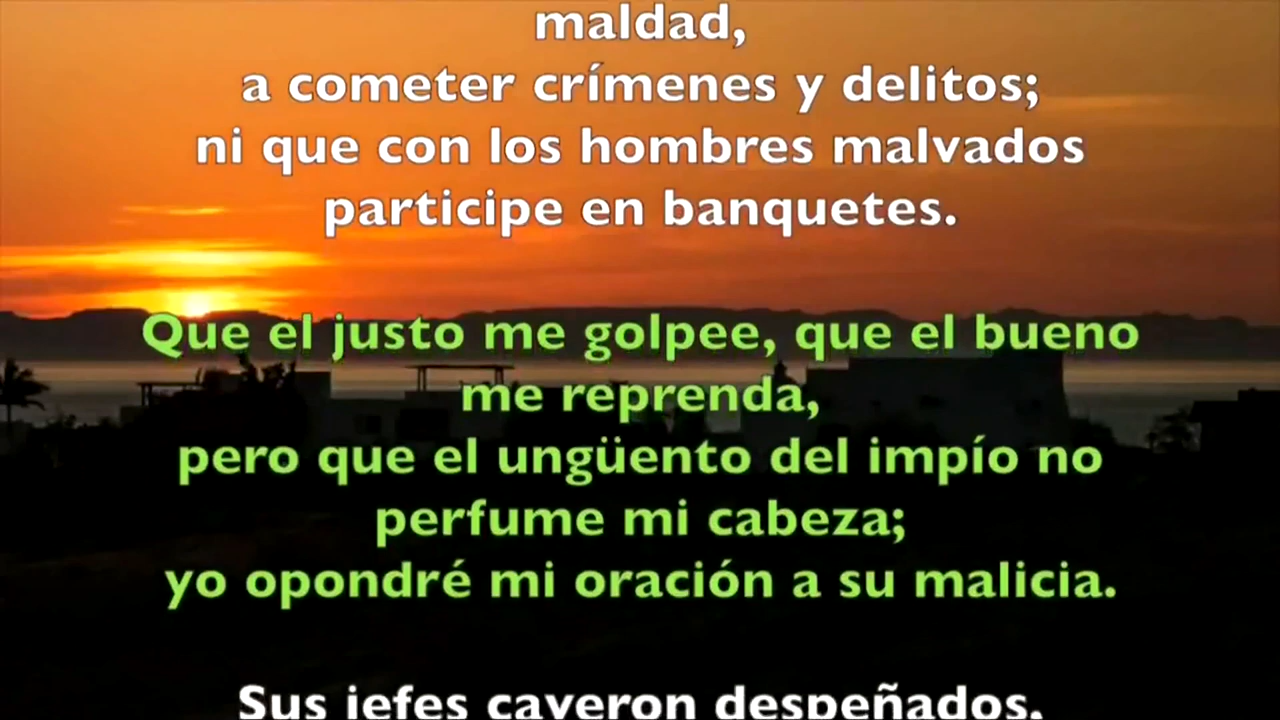 maldad,
a cometer crímenes y delitos;
ni que con los hombres malvados
participe en banquetes.
Que el justo me golpee, que el bueno
me reprenda,
pero que el ungüento del impío no
perfume mi cabeza;
yo opondré mi oración a su malicia.
Sus jefes cayeron despeñados,